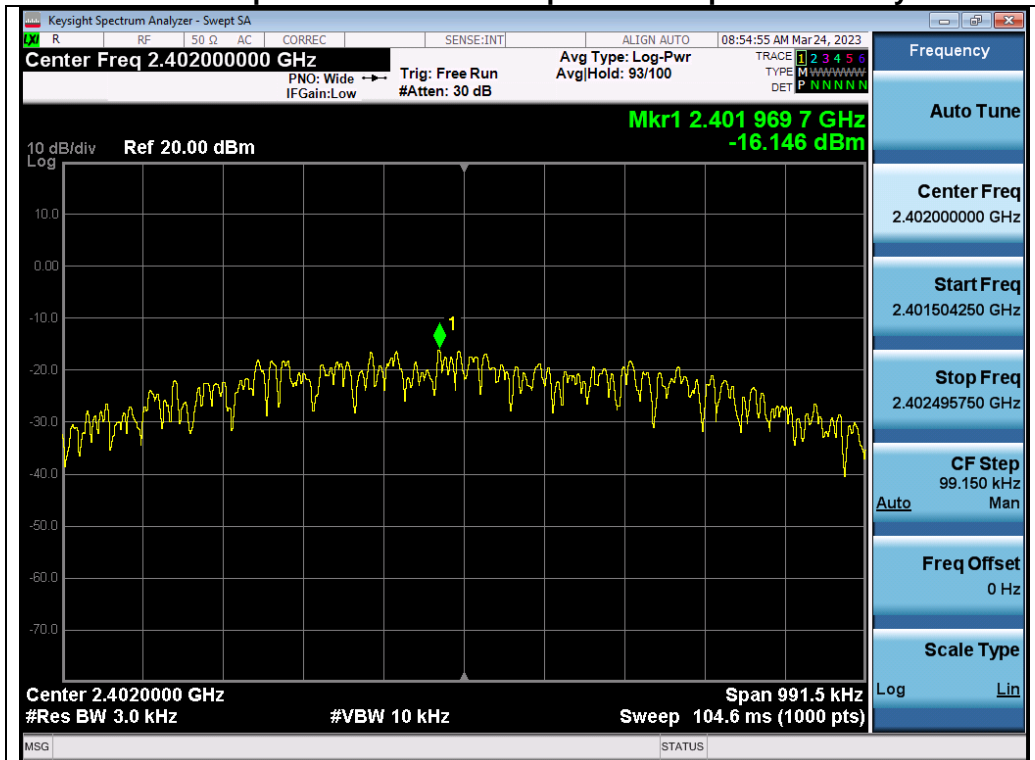 Keysight Spectrum Analyzer - Swept SA
LXI R RF 50 Ω AC CORREC SENSE:INT ALIGN AUTO 08:54:55 AM Mar 24, 2023
Center Freq 2.402000000 GHz
PNO: Wide
IFGain:Low
Trig: Free Run
#Atten: 30 dB
Avg Type: Log-Pwr
Avg|Hold: 93/100
TRACE 1 2 3 4 5 6
TYPE M WWWWW
DET P N N N N N
Mkr1 2.401 969 7 GHz
-16.146 dBm
10 dB/div Ref 20.00 dBm
Log
10.0
0.00
-10.0
-20.0
-30.0
-40.0
-50.0
-60.0
-70.0
1
Center 2.4020000 GHz
Span 991.5 kHz
#Res BW 3.0 kHz
#VBW 10 kHz
Sweep 104.6 ms (1000 pts)
MSG
STATUS
Frequency
Auto Tune
Center Freq
2.402000000 GHz
Start Freq
2.401504250 GHz
Stop Freq
2.402495750 GHz
CF Step
99.150 kHz
Auto Man
Freq Offset
0 Hz
Scale Type
Log Lin